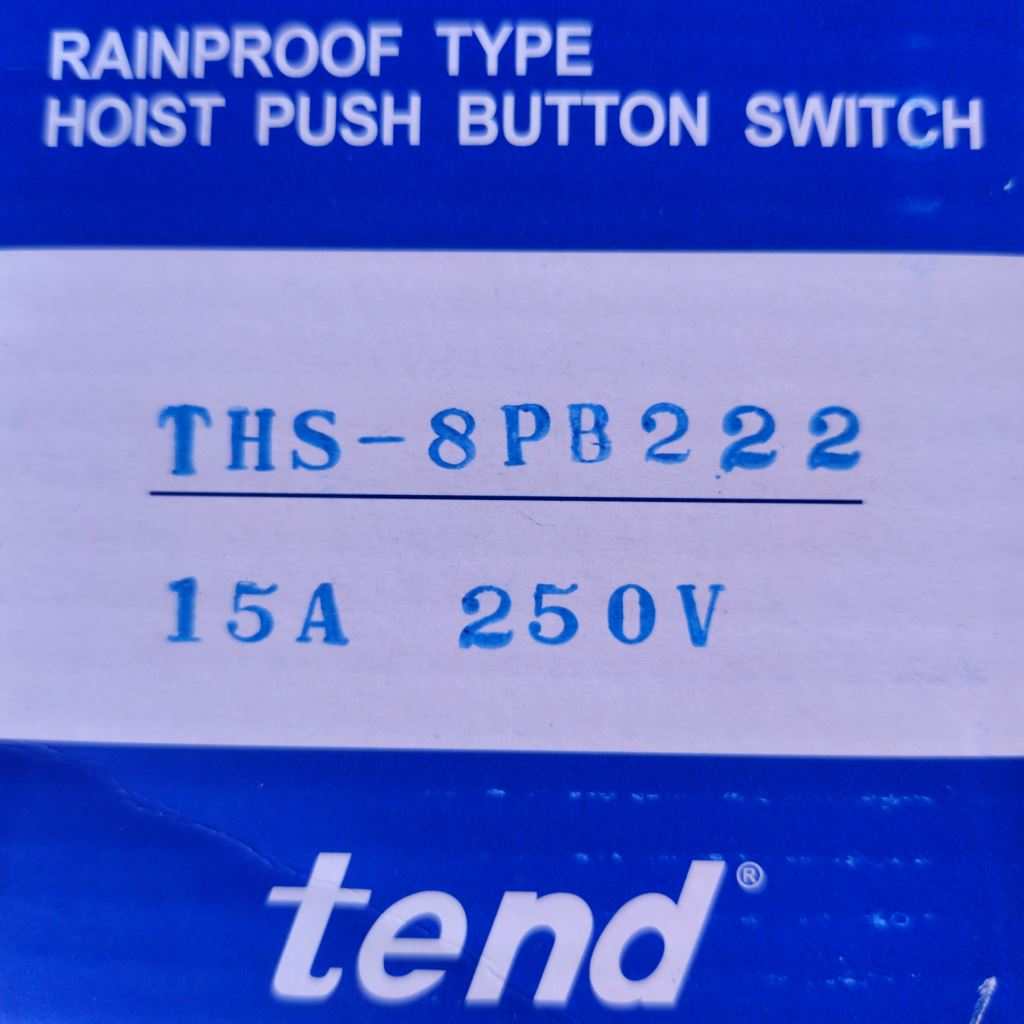 RAINPROOF TYPE
HOIST PUSH BUTTON SWITCH
THS-8PB222
15A 250V
tend®